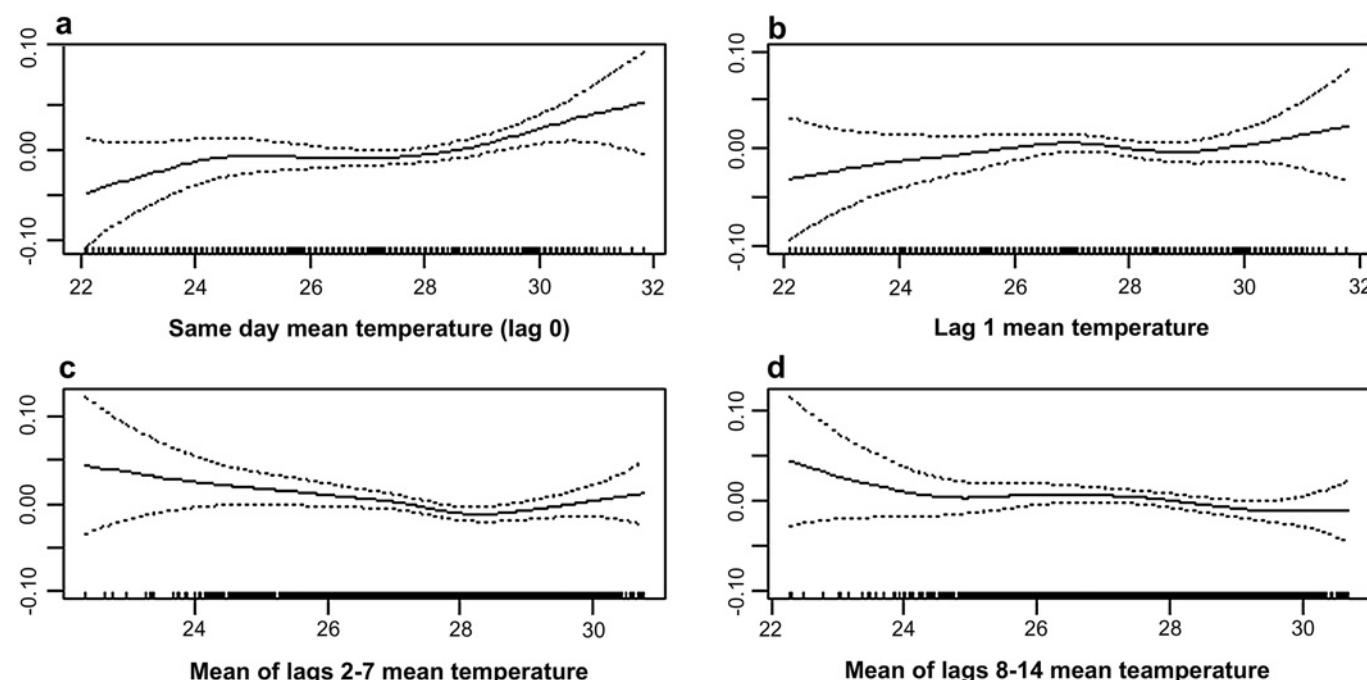 a
0.10
0.00
-0.10
22 24 26 28 30 32
Same day mean temperature (lag 0)
b
0.10
0.00
-0.10
22 24 26 28 30 32
Lag 1 mean temperature
c
0.10
0.00
-0.10
24 26 28 30
Mean of lags 2-7 mean temperature
d
0.10
0.00
-0.10
22 24 26 28 30
Mean of lags 8-14 mean teamperature